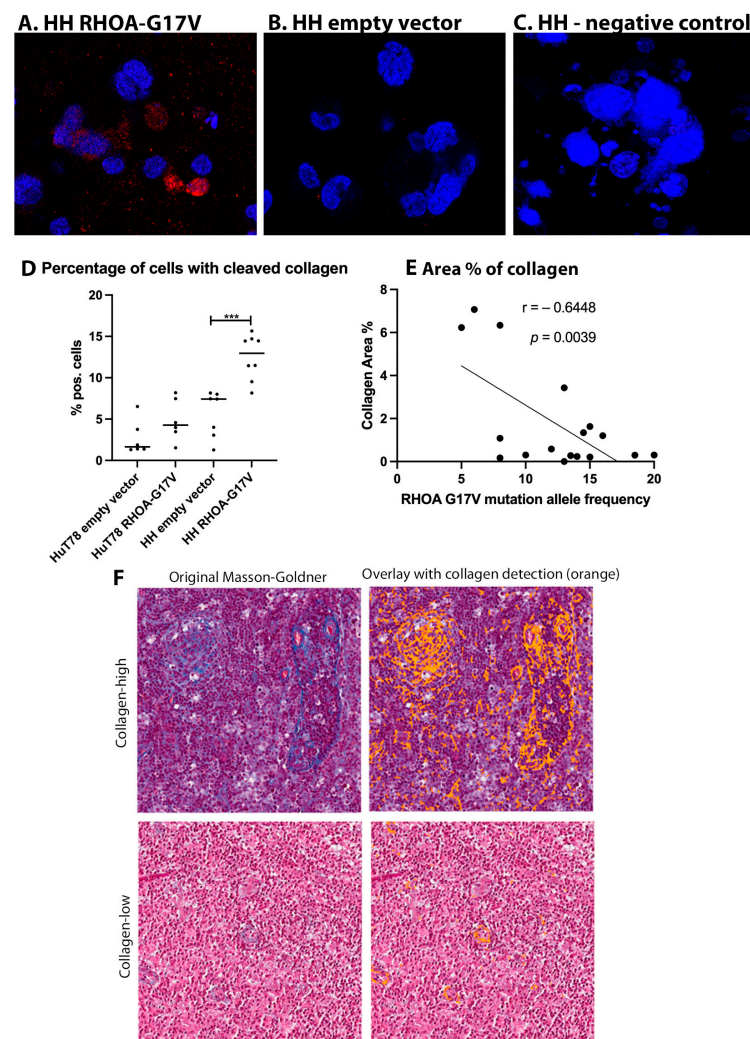 A. HH RHOA-G17V
B. HH empty vector
C. HH - negative control
D Percentage of cells with cleaved collagen
20
15
10
5
0
% pos. cells
***
HuT78 empty vector
HuT78 RHOA-G17V
HH empty vector
HH RHOA-G17V
E Area % of collagen
8
6
4
2
0
Collagen Area %
r = – 0.6448
p = 0.0039
0 5 10 15 20
RHOA G17V mutation allele frequency
F
Original Masson-Goldner
Overlay with collagen detection (orange)
Collagen-high
Collagen-low